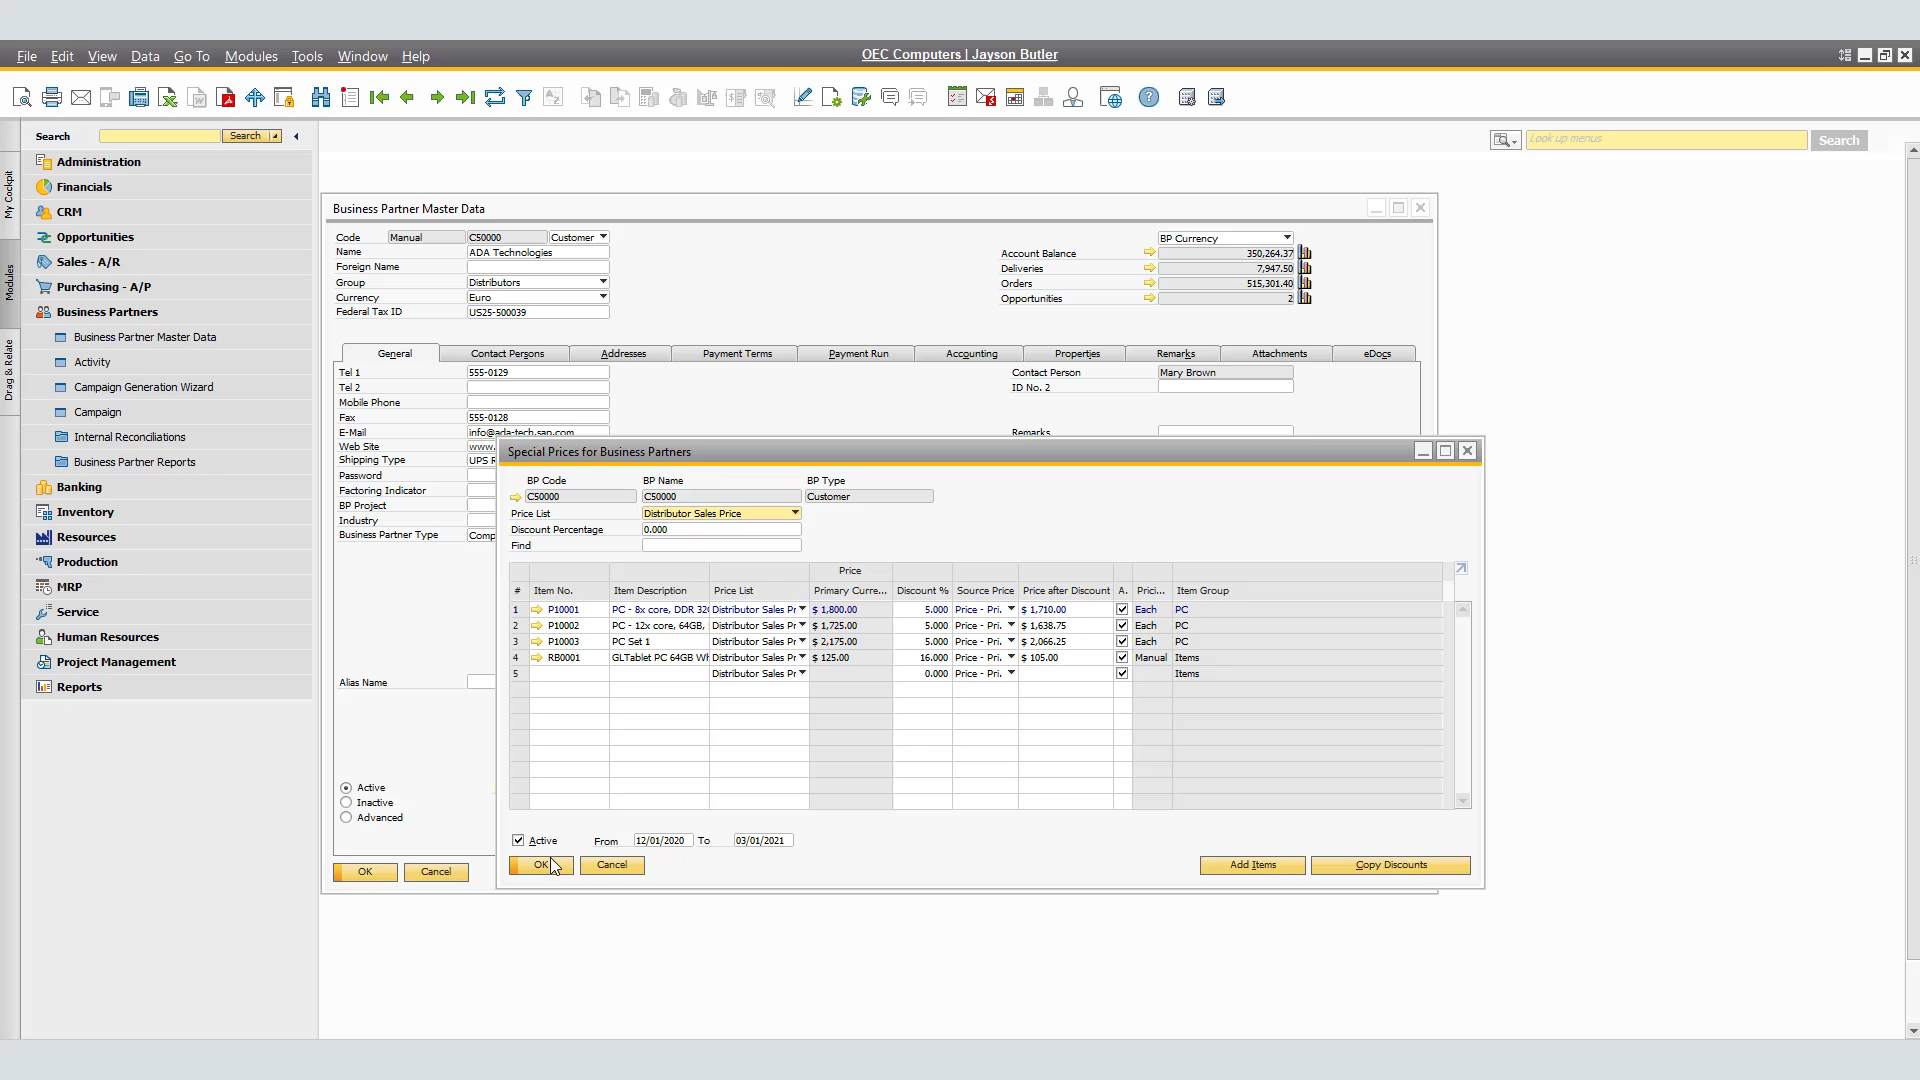 File Edit View Data Go To Modules Tools Window Help
OEC Computers | Jayson Butler
Search Search
Look up menus Search
My Cockpit
Modules
Drag & Relate
Administration
Financials
CRM
Opportunities
Sales - A/R
Purchasing - A/P
Business Partners
Business Partner Master Data
Activity
Campaign Generation Wizard
Campaign
Internal Reconciliations
Business Partner Reports
Banking
Inventory
Resources
Production
MRP
Service
Human Resources
Project Management
Reports
Business Partner Master Data
Code Manual C50000 Customer
Name ADA Technologies
Foreign Name
Group Distributors
Currency Euro
Federal Tax ID US25-500039
BP Currency
Account Balance 350,264.37
Deliveries 7,947.50
Orders 515,301.40
Opportunities 2
General Contact Persons Addresses Payment Terms Payment Run Accounting Properties Remarks Attachments eDocs
Tel 1 555-0129
Tel 2
Mobile Phone
Fax 555-0128
E-Mail info@ada-tech.sap.com
Web Site www.
Shipping Type UPS R
Password
Factoring Indicator
BP Project
Industry
Business Partner Type Comp
Alias Name
Contact Person Mary Brown
ID No. 2
Remarks
Active
Inactive
Advanced
OK Cancel
Special Prices for Business Partners
BP Code BP Name BP Type
C50000 C50000 Customer
Price List Distributor Sales Price
Discount Percentage 0.000
Find
Price
# Item No. Item Description Price List Primary Curre... Discount % Source Price Price after Discount A. Prici... Item Group
1 P10001 PC - 8x core, DDR 32G Distributor Sales Pr $ 1,800.00 5.000 Price - Pri. $ 1,710.00 Each PC
2 P10002 PC - 12x core, 64GB, Distributor Sales Pr $ 1,725.00 5.000 Price - Pri. $ 1,638.75 Each PC
3 P10003 PC Set 1 Distributor Sales Pr $ 2,175.00 5.000 Price - Pri. $ 2,066.25 Each PC
4 RB0001 GLTablet PC 64GB Wh Distributor Sales Pr $ 125.00 16.000 Price - Pri. $ 105.00 Manual Items
5 Distributor Sales Pr 0.000 Price - Pri. Items
Active From 12/01/2020 To 03/01/2021
OK Cancel Add Items Copy Discounts